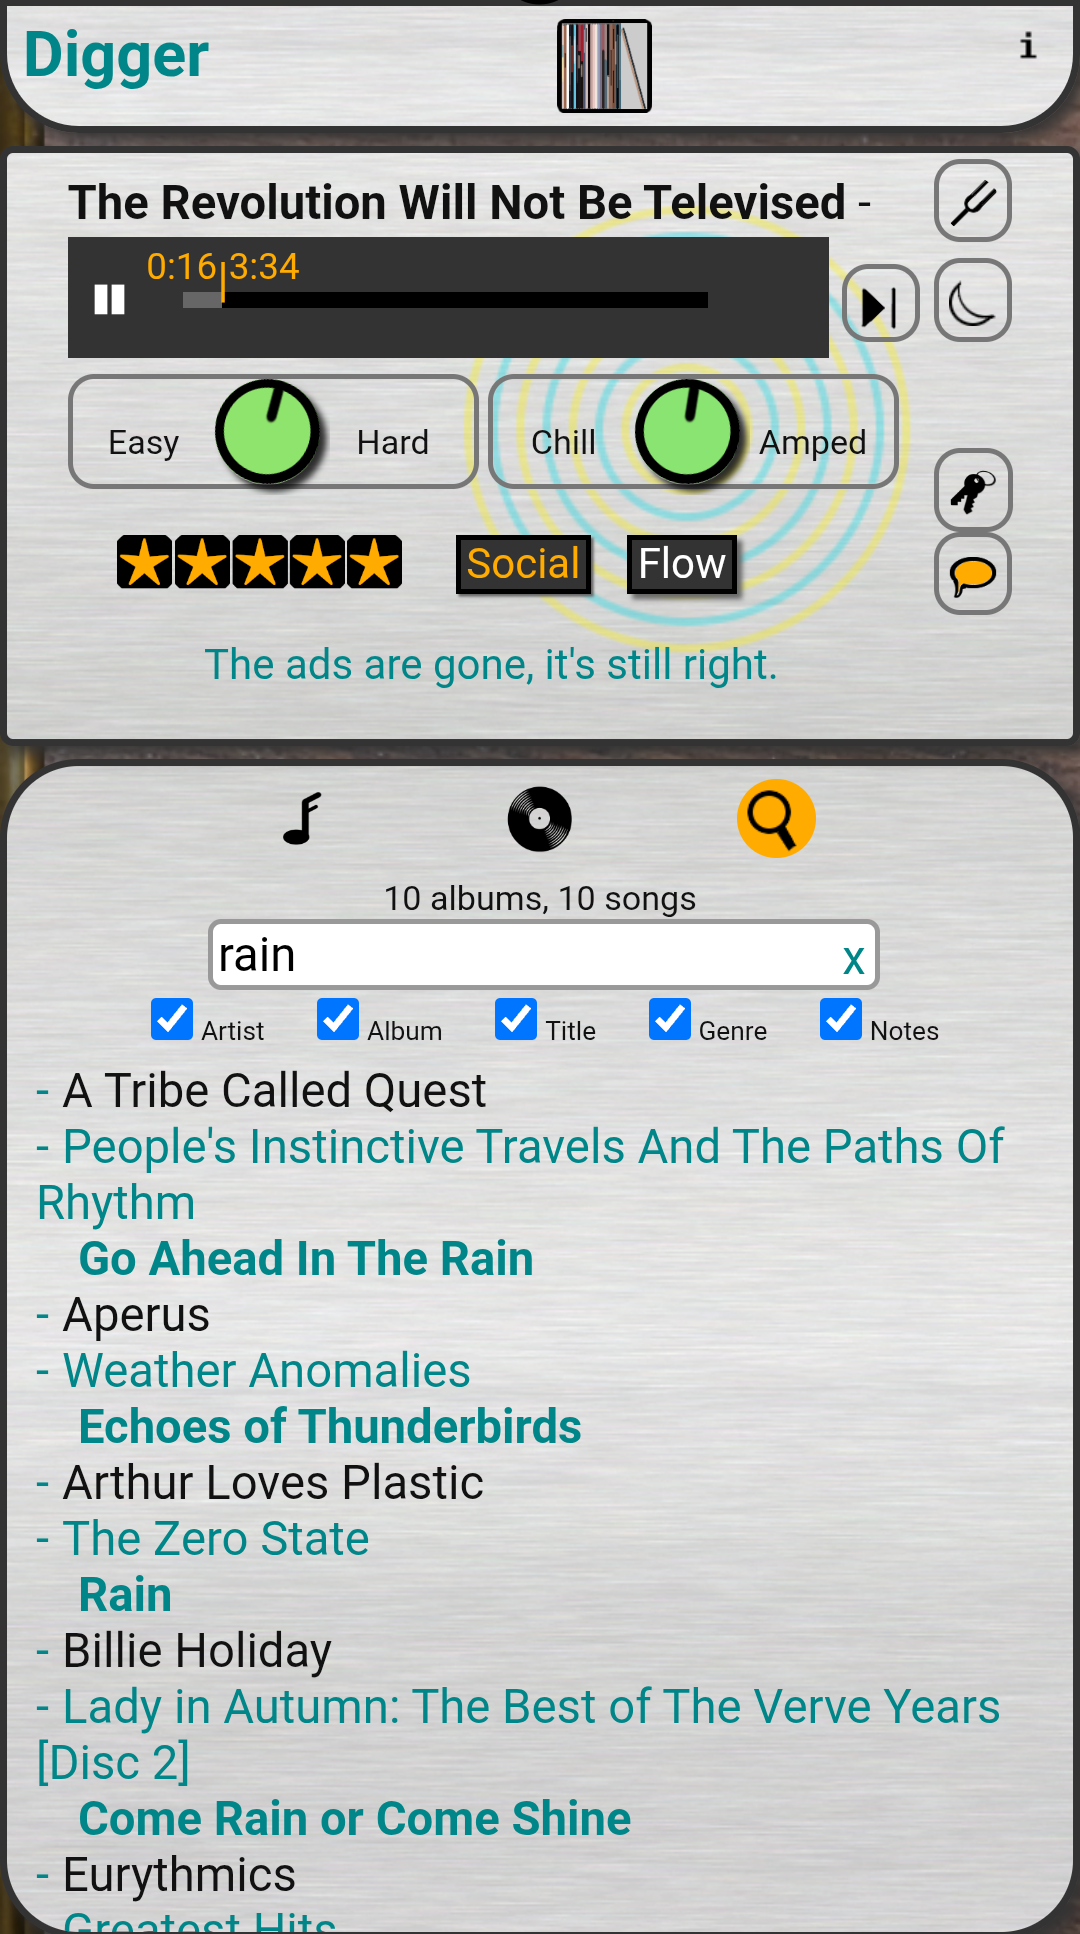 Digger
i
The Revolution Will Not Be Televised -
0:16 3:34
Easy
Hard
Chill
Amped
Social
Flow
The ads are gone, it's still right.
10 albums, 10 songs
rain
x
Artist
Album
Title
Genre
Notes
- A Tribe Called Quest
- People's Instinctive Travels And The Paths Of
Rhythm
Go Ahead In The Rain
- Aperus
- Weather Anomalies
Echoes of Thunderbirds
- Arthur Loves Plastic
- The Zero State
Rain
- Billie Holiday
- Lady in Autumn: The Best of The Verve Years
[Disc 2]
Come Rain or Come Shine
- Eurythmics
Greatest Hits